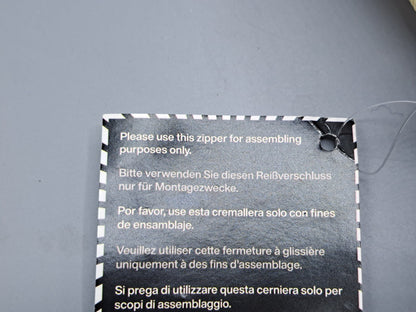 Please use this zipper for assembling
purposes only.
Bitte verwenden Sie diesen Reißverschluss
nur für Montagezwecke.
Por favor, use esta cremallera solo con fines
de ensamblaje.
Veuillez utiliser cette fermeture à glissière
uniquement à des fins d'assemblage.
Si prega di utilizzare questa cerniera solo per
scopi di assemblaggio.